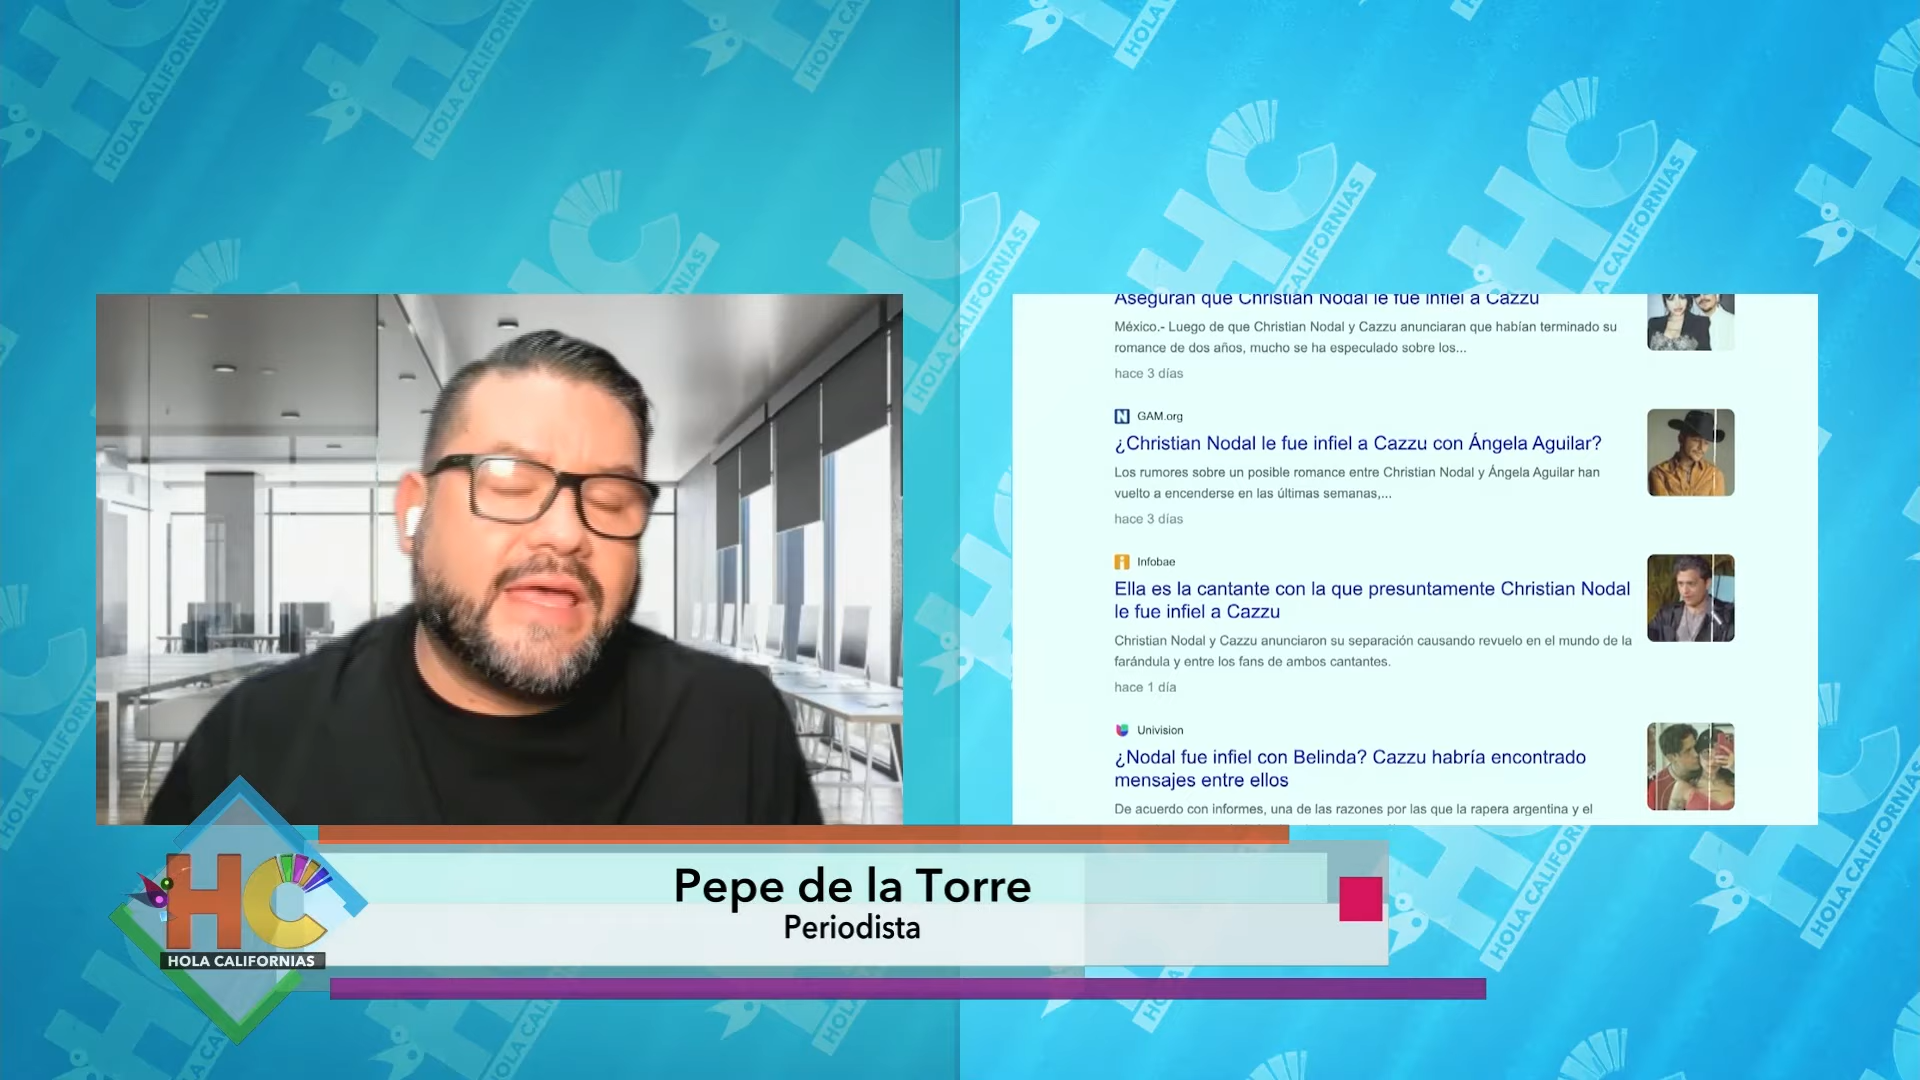 Aseguran que Christian Nodal le fue infiel a Cazzu
México.- Luego de que Christian Nodal y Cazzu anunciaran que habían terminado su
romance de dos años, mucho se ha especulado sobre los...
hace 3 días
N GAM.org
¿Christian Nodal le fue infiel a Cazzu con Ángela Aguilar?
Los rumores sobre un posible romance entre Christian Nodal y Ángela Aguilar han
vuelto a encenderse en las últimas semanas,...
hace 3 días
Infobae
Ella es la cantante con la que presuntamente Christian Nodal
le fue infiel a Cazzu
Christian Nodal y Cazzu anunciaron su separación causando revuelo en el mundo de la
farándula y entre los fans de ambos cantantes.
hace 1 día
Univision
¿Nodal fue infiel con Belinda? Cazzu habría encontrado
mensajes entre ellos
De acuerdo con informes, una de las razones por las que la rapera argentina y el
Pepe de la Torre
Periodista
HC
HOLA CALIFORNIAS